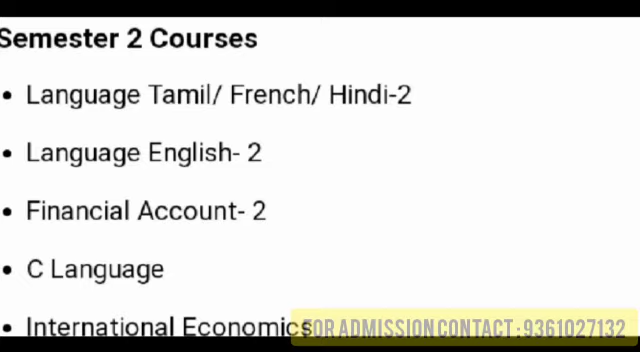 Semester 2 Courses
• Language Tamil/ French/ Hindi-2
• Language English- 2
• Financial Account- 2
• C Language
• International Economics
FOR ADMISSION CONTACT : 9361027132